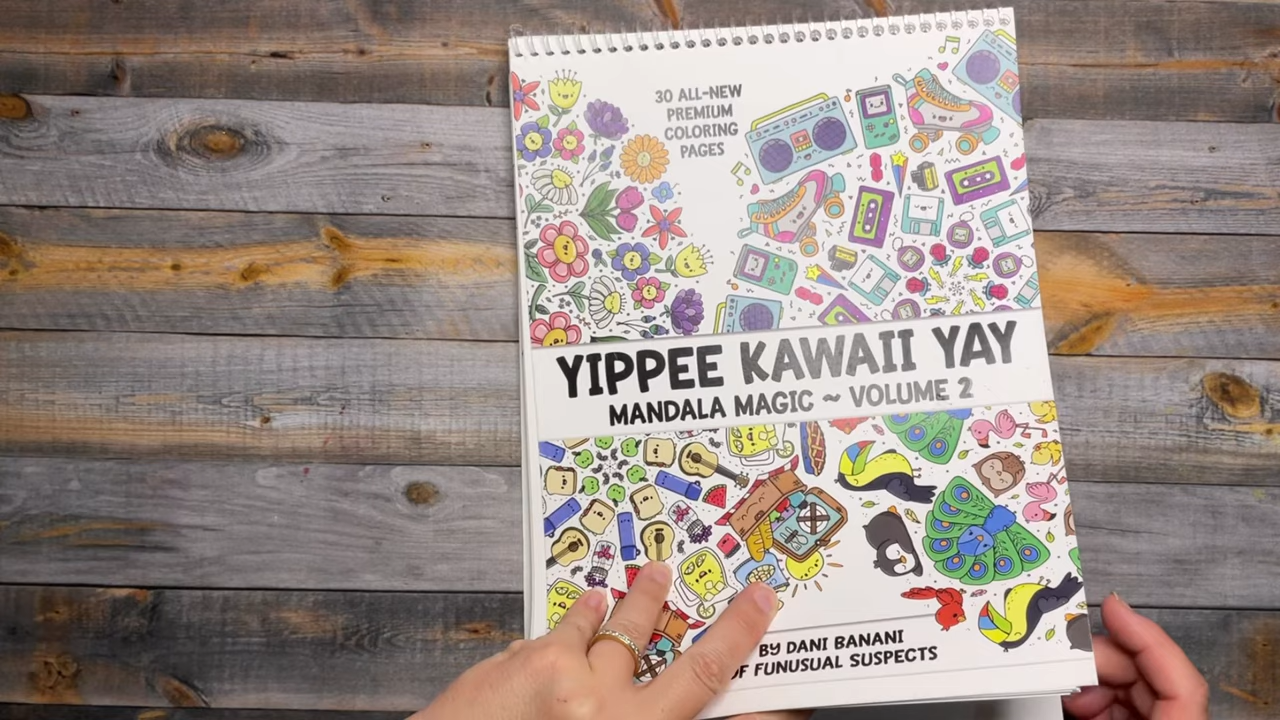 30 ALL-NEW
PREMIUM
COLORING
PAGES
YIPPEE KAWAII YAY
MANDALA MAGIC ~ VOLUME 2
BY DANI BANANI
OF FUNUSUAL SUSPECTS